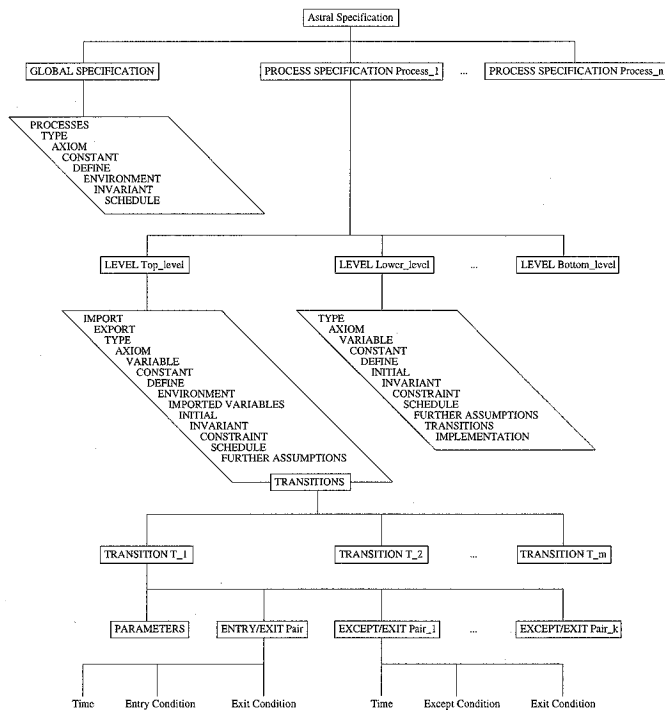 Astral Specification
GLOBAL SPECIFICATION
PROCESS SPECIFICATION Process_1
...
PROCESS SPECIFICATION Process_n
PROCESSES
TYPE
AXIOM
CONSTANT
DEFINE
ENVIRONMENT
INVARIANT
SCHEDULE
LEVEL Top_level
LEVEL Lower_level
...
LEVEL Bottom_level
IMPORT
EXPORT
TYPE
AXIOM
VARIABLE
CONSTANT
DEFINE
ENVIRONMENT
IMPORTED VARIABLES
INITIAL
INVARIANT
CONSTRAINT
SCHEDULE
FURTHER ASSUMPTIONS
TRANSITIONS
TYPE
AXIOM
VARIABLE
CONSTANT
DEFINE
INITIAL
INVARIANT
CONSTRAINT
SCHEDULE
FURTHER ASSUMPTIONS
TRANSITIONS
IMPLEMENTATION
TRANSITION T_1
TRANSITION T_2
...
TRANSITION T_m
PARAMETERS
ENTRY/EXIT Pair
EXCEPT/EXIT Pair_1
...
EXCEPT/EXIT Pair_k
Time
Entry Condition
Exit Condition
Time
Except Condition
Exit Condition